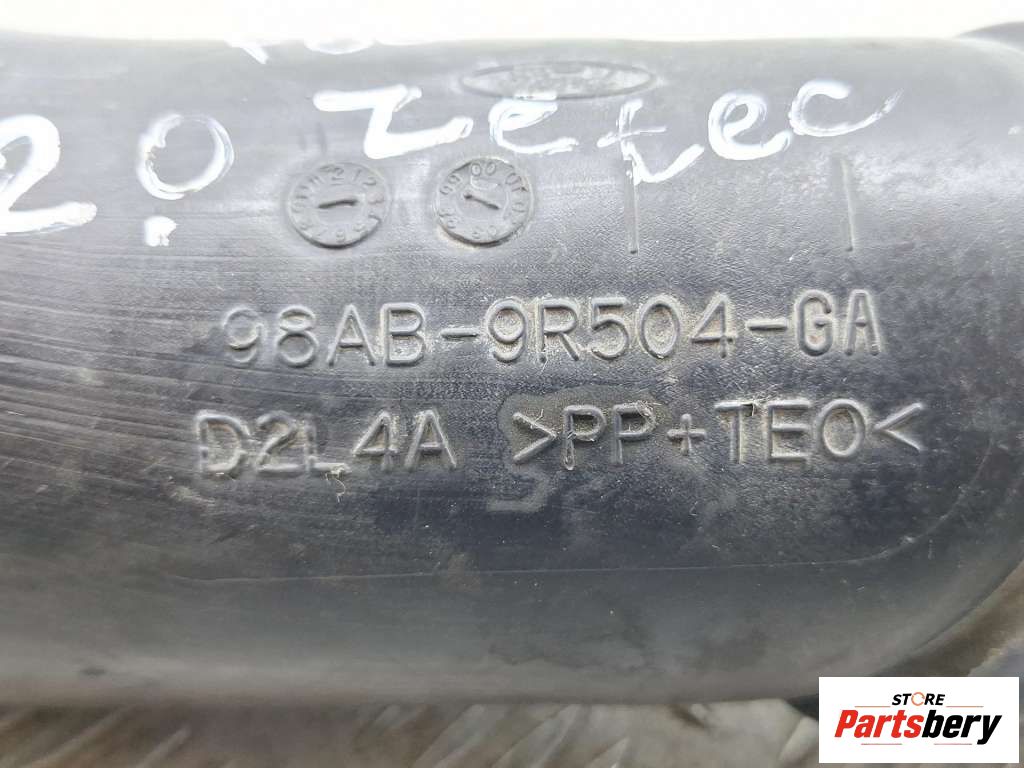 2.0 Zetec
98AB-9R504-GA
D2L4A >PP+TEO<
STORE
Partsbery